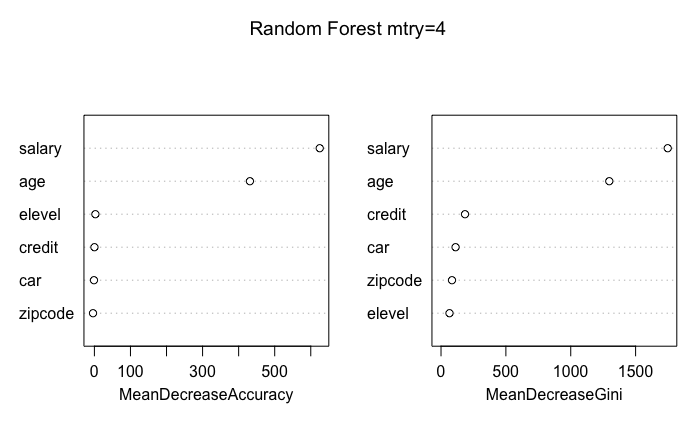 Random Forest mtry=4
salary
age
elevel
credit
car
zipcode
0 100 300 500
MeanDecreaseAccuracy
salary
age
credit
car
zipcode
elevel
0 500 1000 1500
MeanDecreaseGini